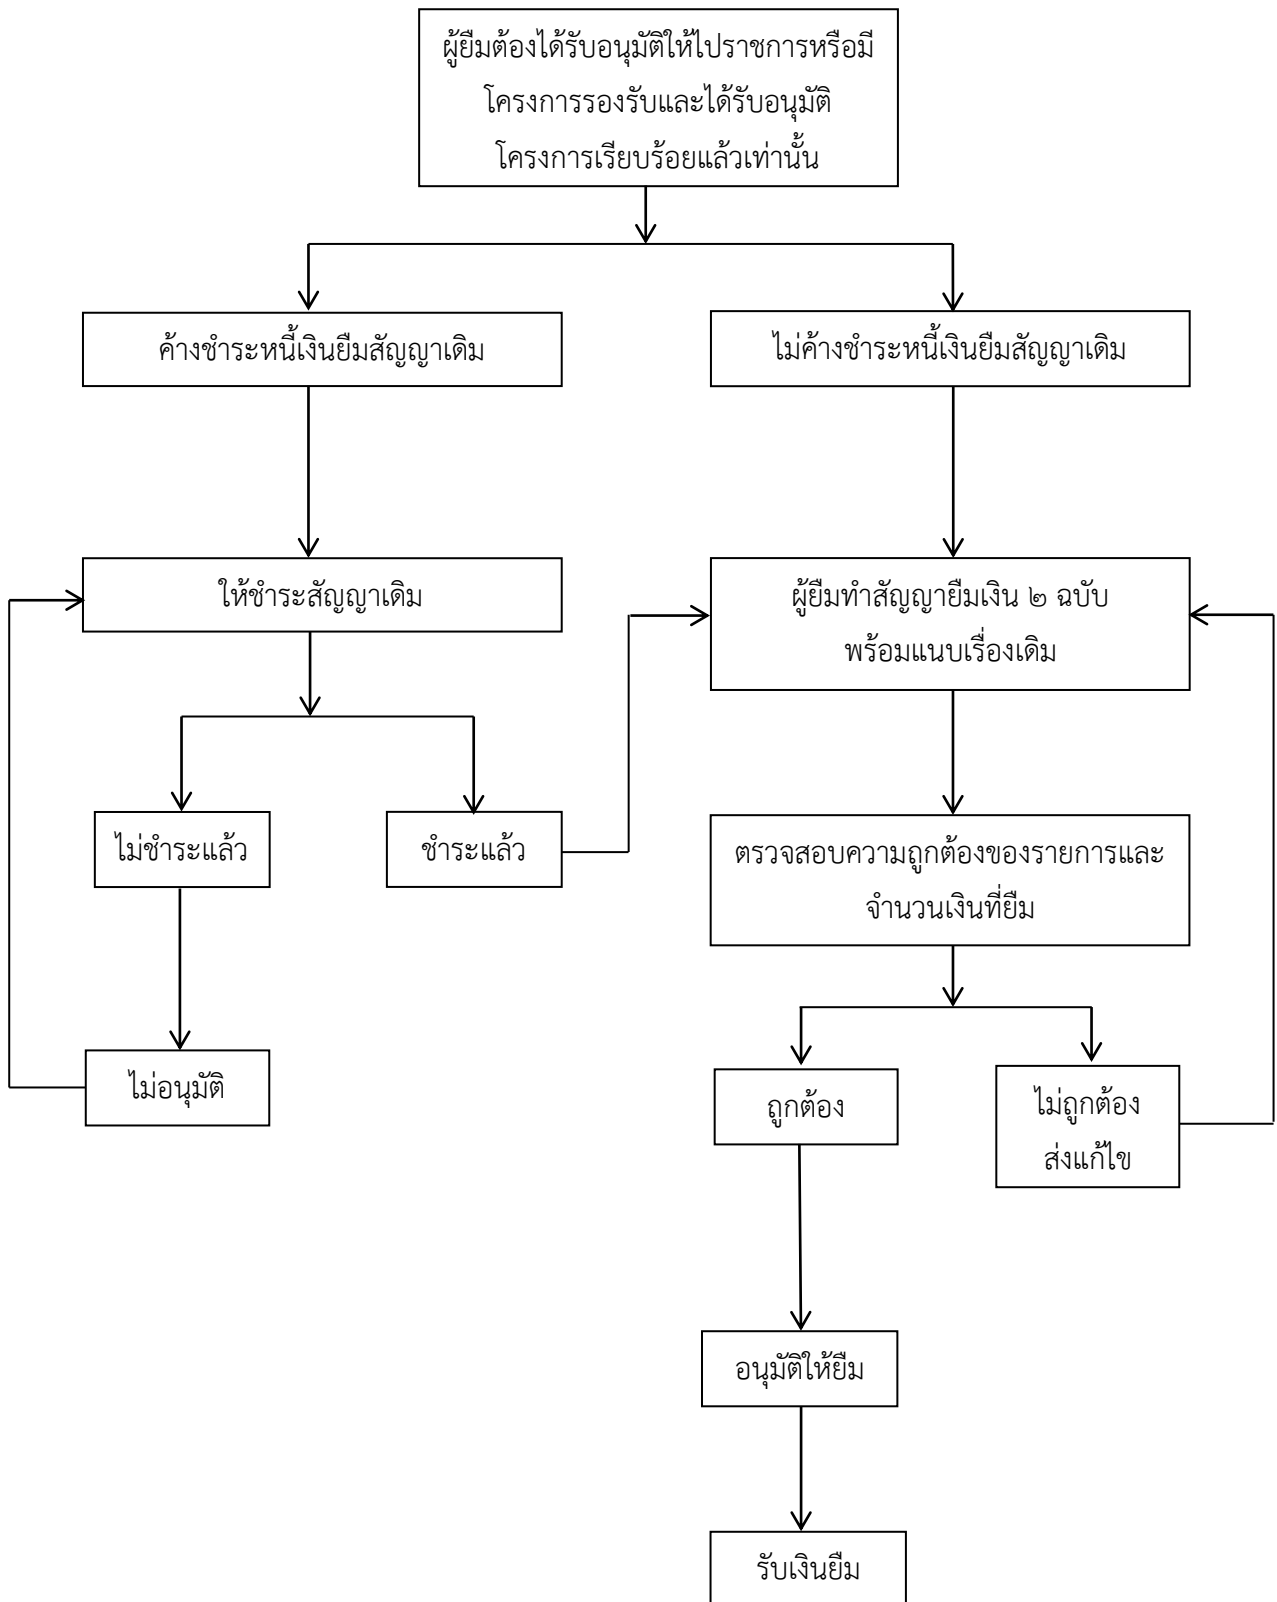 ผู้ยืมต้องได้รับอนุมัติให้ไปราชการหรือมี
โครงการรองรับและได้รับอนุมัติ
โครงการเรียบร้อยแล้วเท่านั้น
ค้างชำระหนี้เงินยืมสัญญาเดิม
ไม่ค้างชำระหนี้เงินยืมสัญญาเดิม
ให้ชำระสัญญาเดิม
ผู้ยืมทำสัญญายืมเงิน ๒ ฉบับ
พร้อมแนบเรื่องเดิม
ไม่ชำระแล้ว
ชำระแล้ว
ตรวจสอบความถูกต้องของรายการและ
จำนวนเงินที่ยืม
ไม่อนุมัติ
ถูกต้อง
ไม่ถูกต้อง
ส่งแก้ไข
อนุมัติให้ยืม
รับเงินยืม